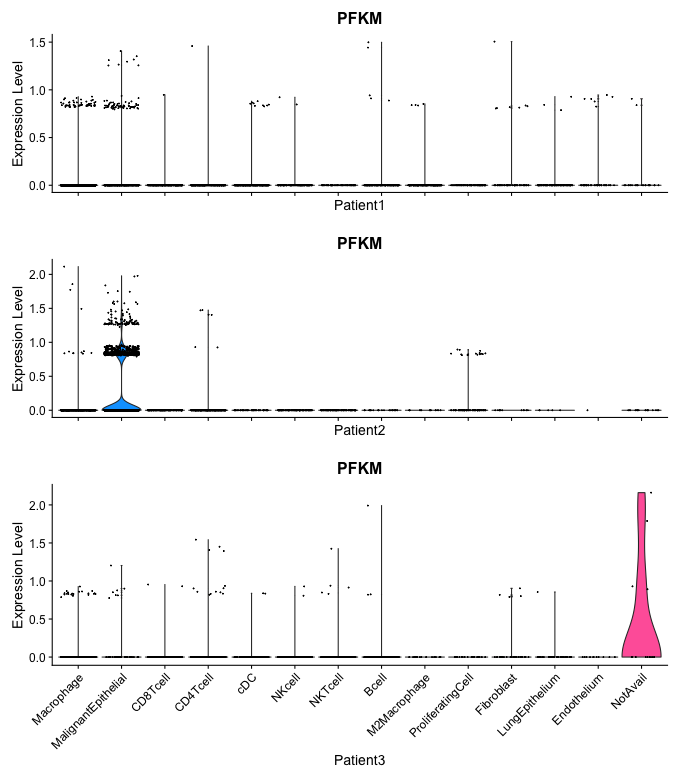 PFKM
Expression Level
1.5
1.0
0.5
0.0
Patient1
PFKM
Expression Level
2.0
1.5
1.0
0.5
0.0
Patient2
PFKM
Expression Level
2.0
1.5
1.0
0.5
0.0
Macrophage
MalignantEpithelial
CD8Tcell
CD4Tcell
cDC
NKcell
NKTcell
Bcell
M2Macrophage
ProliferatingCell
Fibroblast
LungEpithelium
Endothelium
NotAvail
Patient3